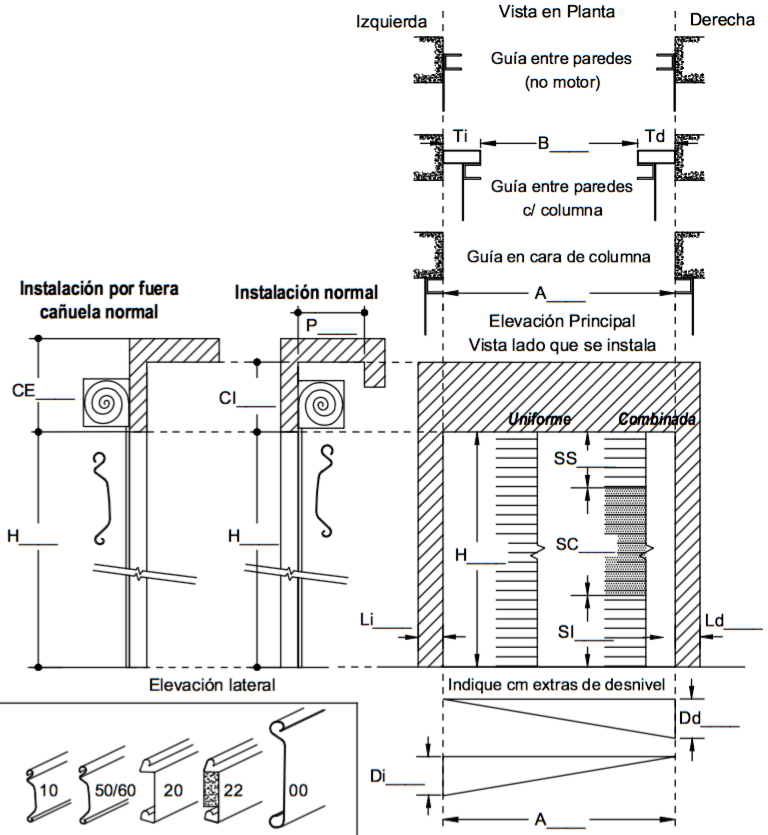 Izquierda
Vista en Planta
Derecha
Guía entre paredes
(no motor)
Ti
B____
Td
Guía entre paredes
c/ columna
Guía en cara de columna
A____
Instalación por fuera
cañuela normal
Instalación normal
P____
Elevación Principal
Vista lado que se instala
CE____
CI____
Uniforme
Combinada
SS____
H____
H____
H____
SC____
Li____
SI____
Ld____
Elevación lateral
Indique cm extras de desnivel
Dd____
Di____
A____
10
50/60
20
22
00